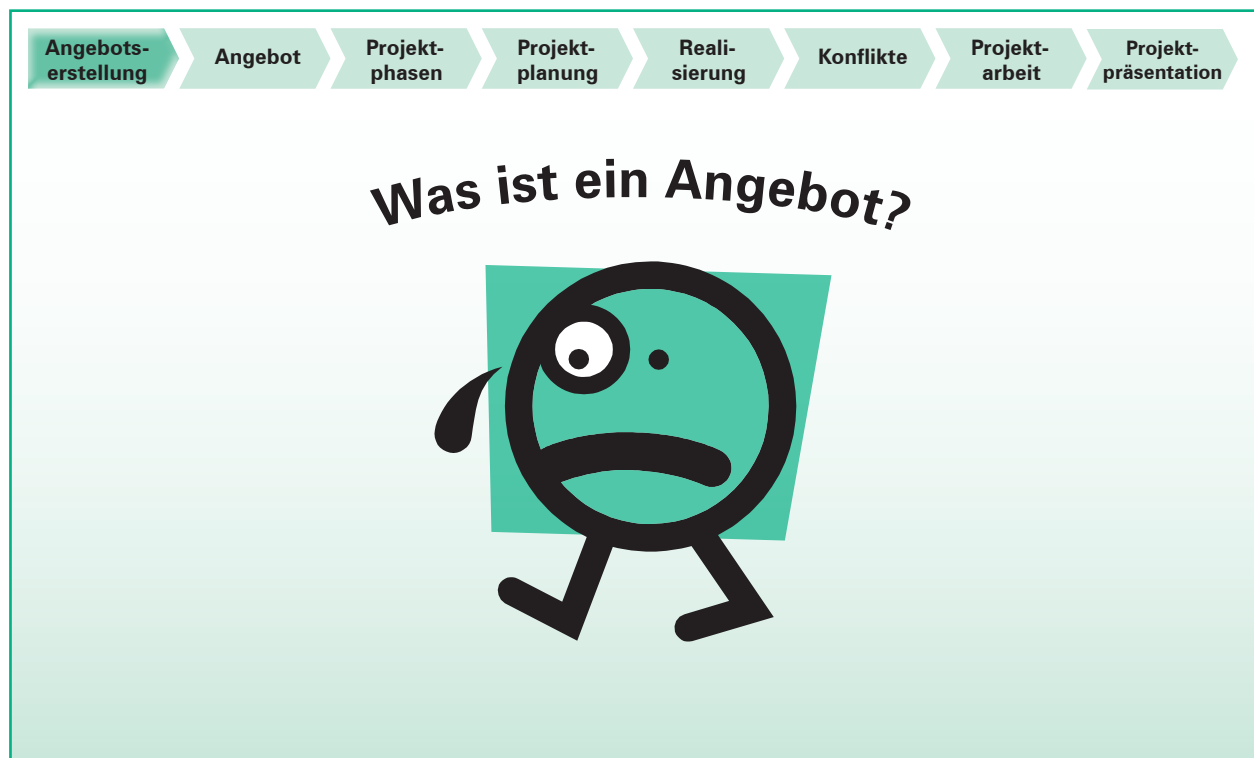 Angebots-
erstellung
Angebot
Projekt-
phasen
Projekt-
planung
Reali-
sierung
Konflikte
Projekt-
arbeit
Projekt-
präsentation
Was ist ein Angebot?